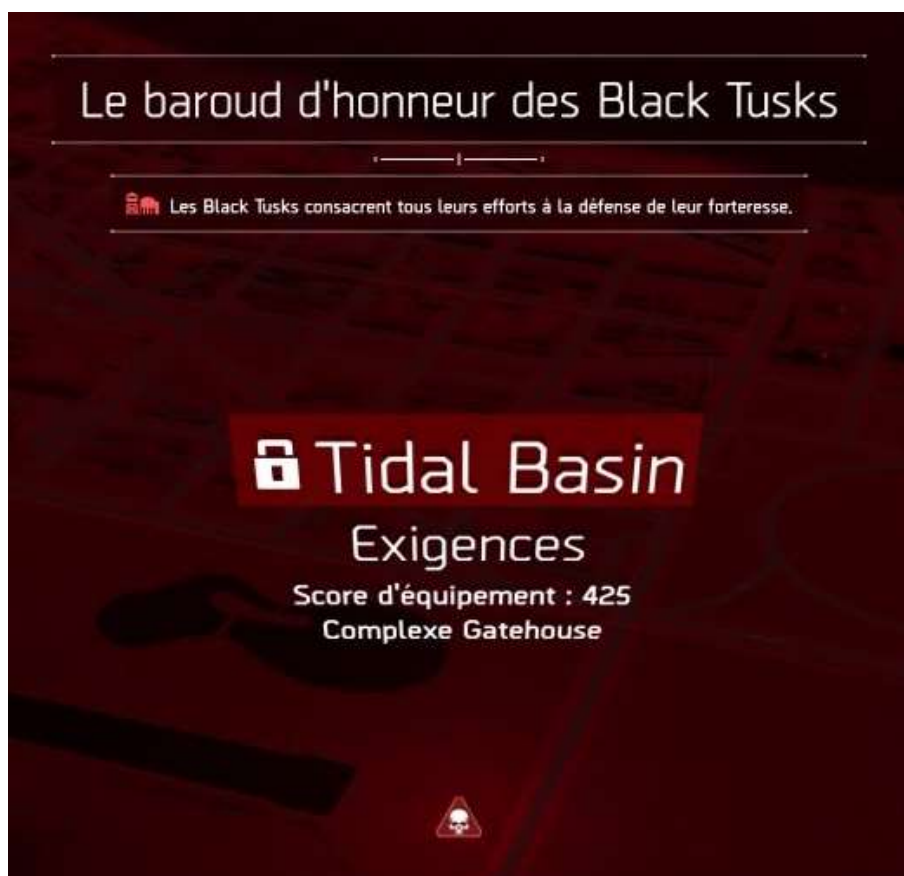 Le baroud d'honneur des Black Tusks
Les Black Tusks consacrent tous leurs efforts à la défense de leur forteresse.
Tidal Basin
Exigences
Score d'équipement : 425
Complexe Gatehouse